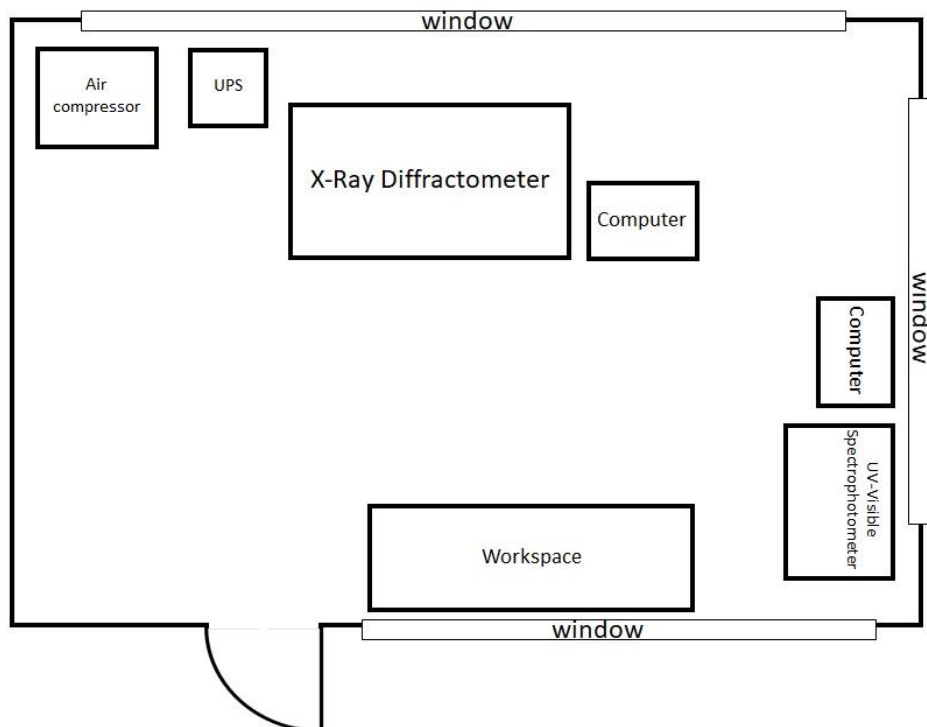 window
Air
compressor
UPS
X-Ray Diffractometer
Computer
window
Computer
UV-Visible
Spectrophotometer
Workspace
window